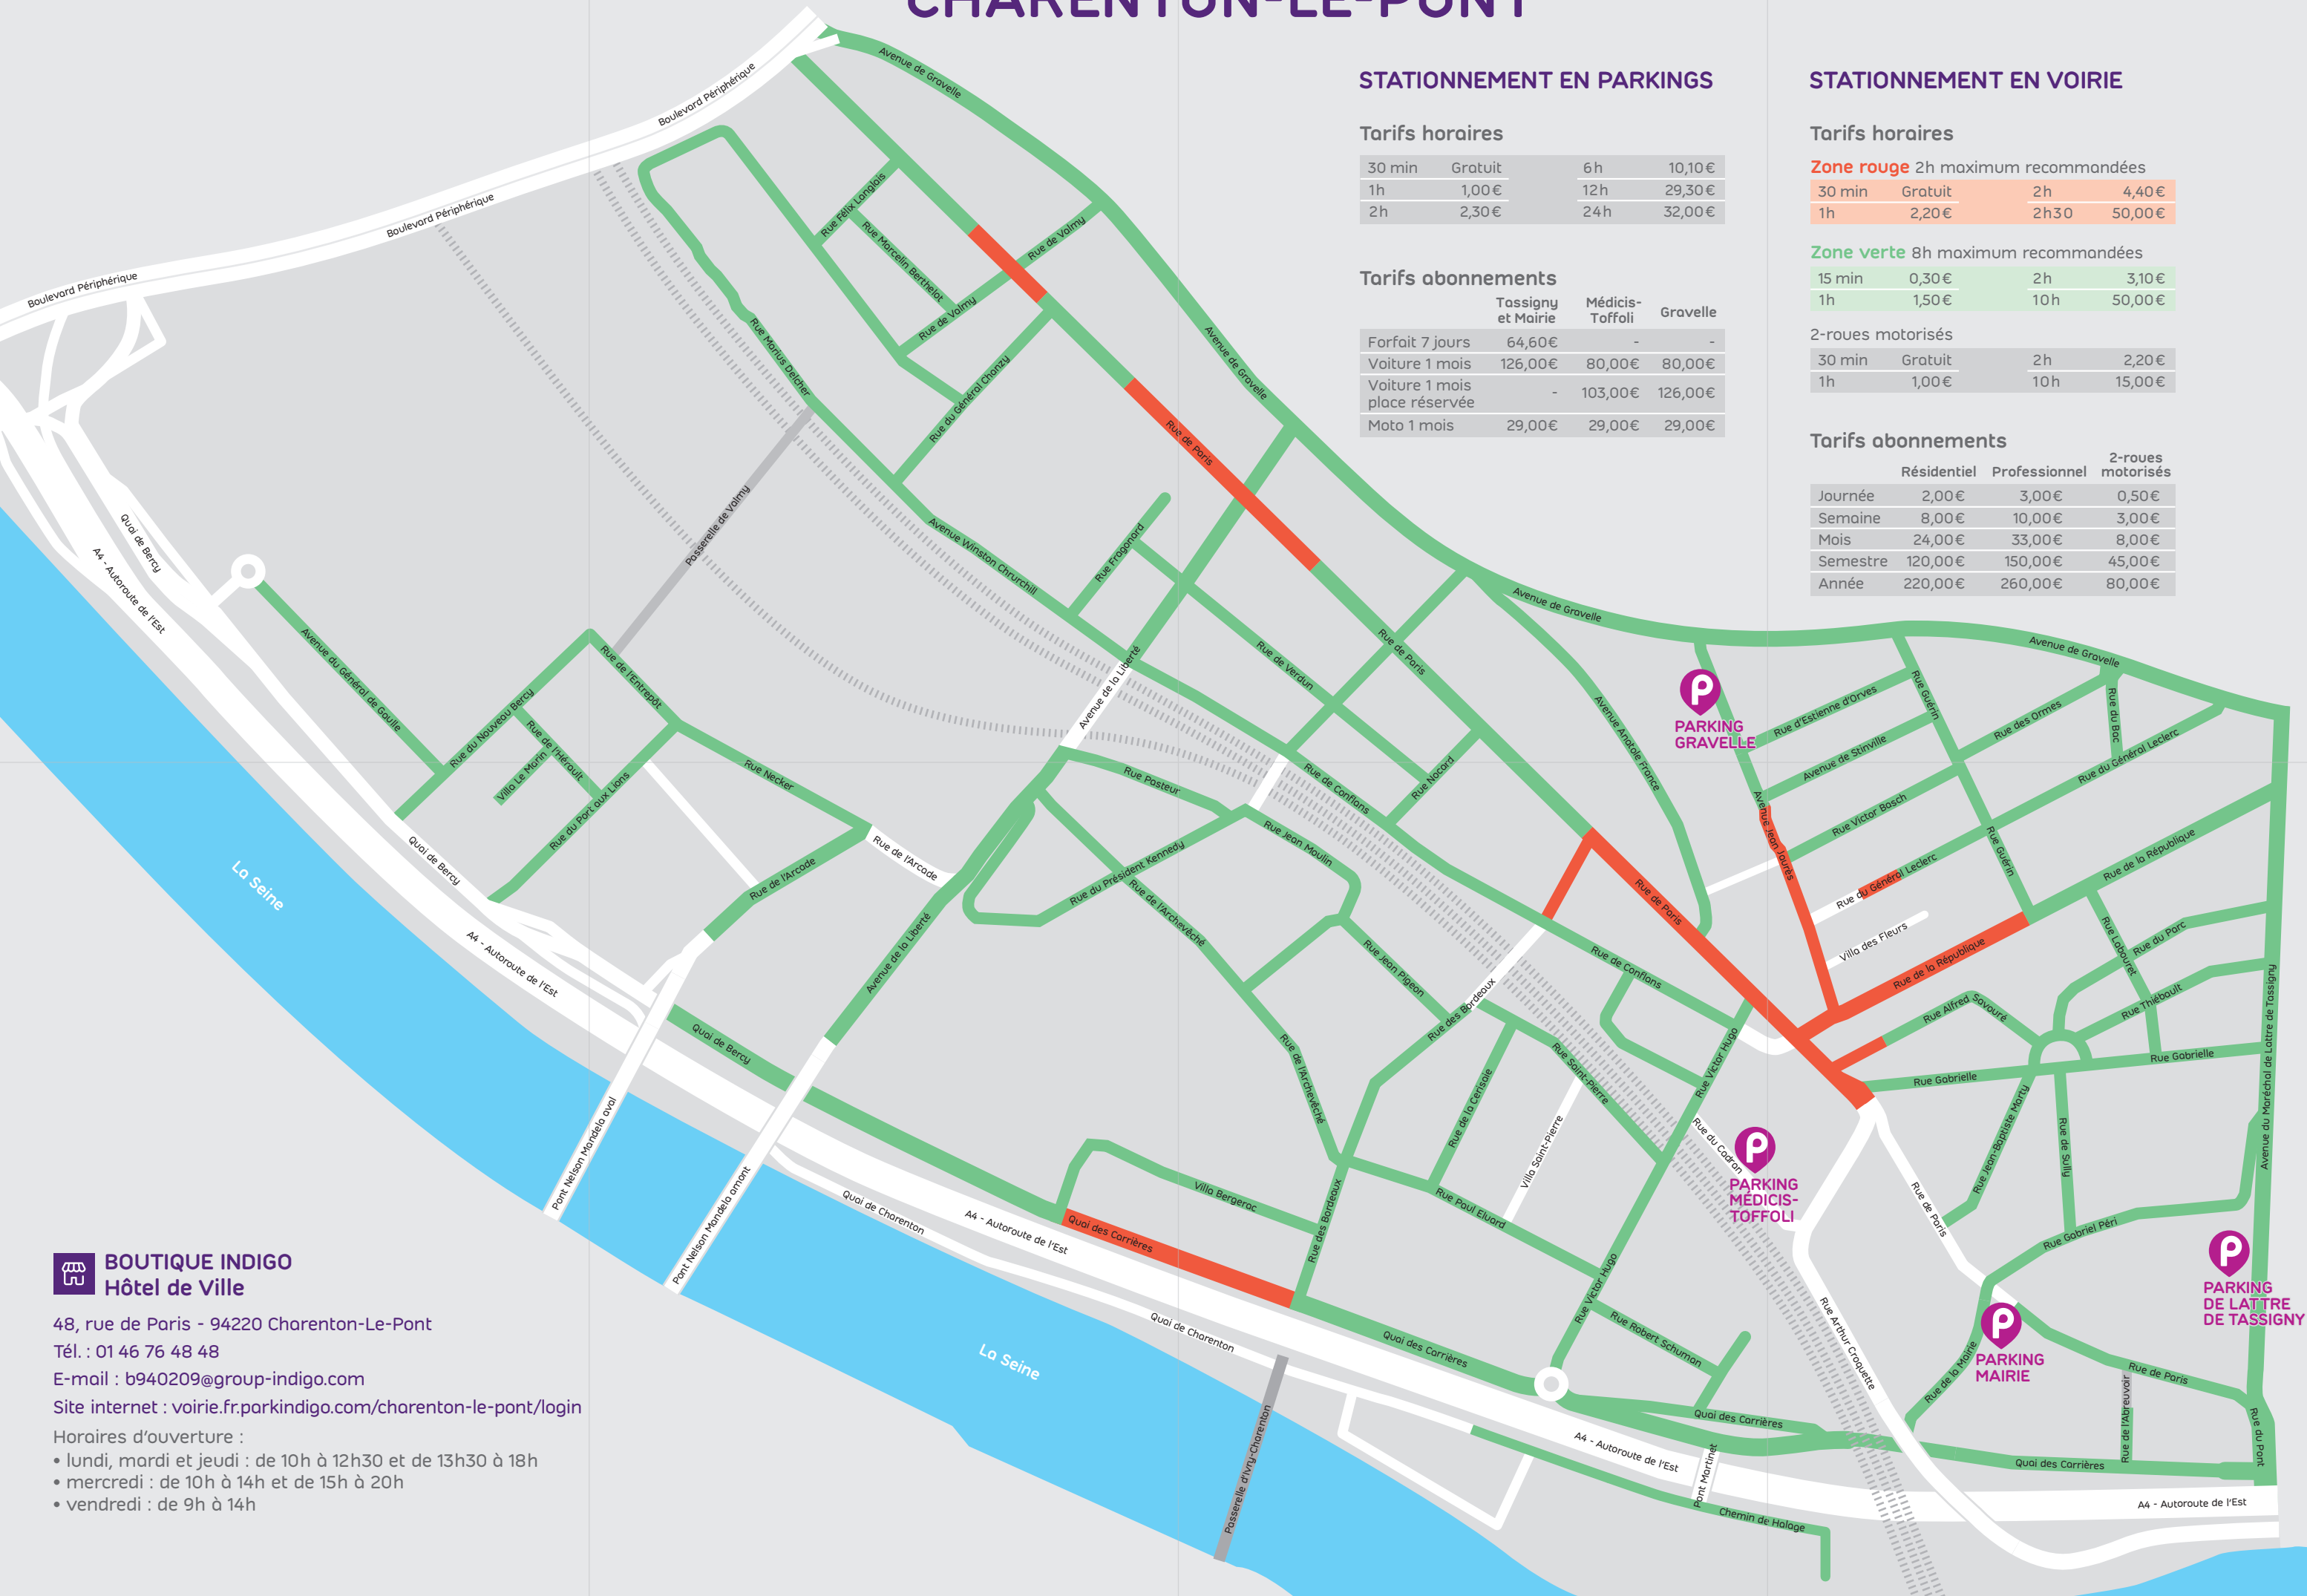 CHARENTON-LE-PONT
STATIONNEMENT EN PARKINGS
Tarifs horaires
30 min Gratuit 6h 10,10€
1h 1,00€ 12h 29,30€
2h 2,30€ 24h 32,00€
Tarifs abonnements
Tassigny et Mairie Médicis-Toffoli Gravelle
Forfait 7 jours 64,60€ - -
Voiture 1 mois 126,00€ 80,00€ 80,00€
Voiture 1 mois place réservée - 103,00€ 126,00€
Moto 1 mois 29,00€ 29,00€ 29,00€
STATIONNEMENT EN VOIRIE
Tarifs horaires
Zone rouge 2h maximum recommandées
30 min Gratuit 2h 4,40€
1h 2,20€ 2h30 50,00€
Zone verte 8h maximum recommandées
15 min 0,30€ 2h 3,10€
1h 1,50€ 10h 50,00€
2-roues motorisés
30 min Gratuit 2h 2,20€
1h 1,00€ 10h 15,00€
Tarifs abonnements
Résidentiel Professionnel 2-roues motorisés
Journée 2,00€ 3,00€ 0,50€
Semaine 8,00€ 10,00€ 3,00€
Mois 24,00€ 33,00€ 8,00€
Semestre 120,00€ 150,00€ 45,00€
Année 220,00€ 260,00€ 80,00€
Boulevard Périphérique
Boulevard Périphérique
Boulevard Périphérique
Avenue de Gravelle
Rue Félix Langlois
Rue Marcelin Berthelot
Rue de Valmy
Rue de Valmy
Rue Marius Delcher
Rue du Général Chanzy
Avenue de Gravelle
Rue de Paris
Passerelle de Valmy
Quai de Bercy
A4 - Autoroute de l'Est
Avenue Winston Chrurchill
Rue Fragonard
Avenue de la Liberté
Rue de Verdun
Rue de Paris
Avenue de Gravelle
Avenue de Gravelle
Avenue du Général de Gaulle
Rue du Nouveau Bercy
Rue de l'Entrepôt
Rue de l'Hérault
Villa Le Marin
Rue du Port aux Lions
Rue Necker
Rue Pasteur
Rue de Conflans
Rue Nocard
Avenue Anatole France
PARKING
GRAVELLE
Rue d'Estienne d'Orves
Rue Guérin
Rue des Ormes
Rue du Bac
Avenue de Stinville
Rue du Général Leclerc
Avenue Jean Jaurès
Rue Victor Basch
Rue Guérin
Rue de la République
Rue du Général Leclerc
Villa des Fleurs
Rue de la République
La Seine
Quai de Bercy
Rue de l'Arcade
Rue de l'Arcade
Rue du Président Kennedy
Rue Jean Moulin
Rue de l'Archevêché
Rue de Paris
Avenue de la Liberté
A4 - Autoroute de l'Est
Rue Jean Pigeon
Rue des Bordeaux
Rue de Conflans
Rue Labouret
Rue du Parc
Rue Thiébault
Rue Alfred Savouré
Avenue du Maréchal de Lattre de Tassigny
Quai de Bercy
Rue de l'Archevêché
Rue de la Cerisaie
Rue Saint-Pierre
Rue Victor Hugo
Rue Gabrielle
Rue Gabrielle
Pont Nelson Mandela aval
Villa Saint-Pierre
Rue du Cadran
PARKING
MÉDICIS-
TOFFOLI
Rue Jean-Baptiste Marty
Rue de Sully
Pont Nelson Mandela amont
Quai de Charenton
A4 - Autoroute de l'Est
Quai des Carrières
Villa Bergerac
Rue des Bordeaux
Rue Paul Eluard
Rue de Paris
Rue Gabriel Péri
PARKING
DE LATTRE
DE TASSIGNY
Rue Victor Hugo
Rue Robert Schuman
Rue Arthur Croquette
PARKING
MAIRIE
Rue de la Mairie
Rue de Paris
Rue de l'Abreuvoir
Rue du Pont
La Seine
Quai de Charenton
Quai des Carrières
Passerelle d'Ivry-Charenton
Quai des Carrières
A4 - Autoroute de l'Est
Pont Martinet
Chemin de Halage
Quai des Carrières
A4 - Autoroute de l'Est
BOUTIQUE INDIGO
Hôtel de Ville
48, rue de Paris - 94220 Charenton-Le-Pont
Tél. : 01 46 76 48 48
E-mail : b940209@group-indigo.com
Site internet : voirie.fr.parkindigo.com/charenton-le-pont/login
Horaires d'ouverture :
• lundi, mardi et jeudi : de 10h à 12h30 et de 13h30 à 18h
• mercredi : de 10h à 14h et de 15h à 20h
• vendredi : de 9h à 14h